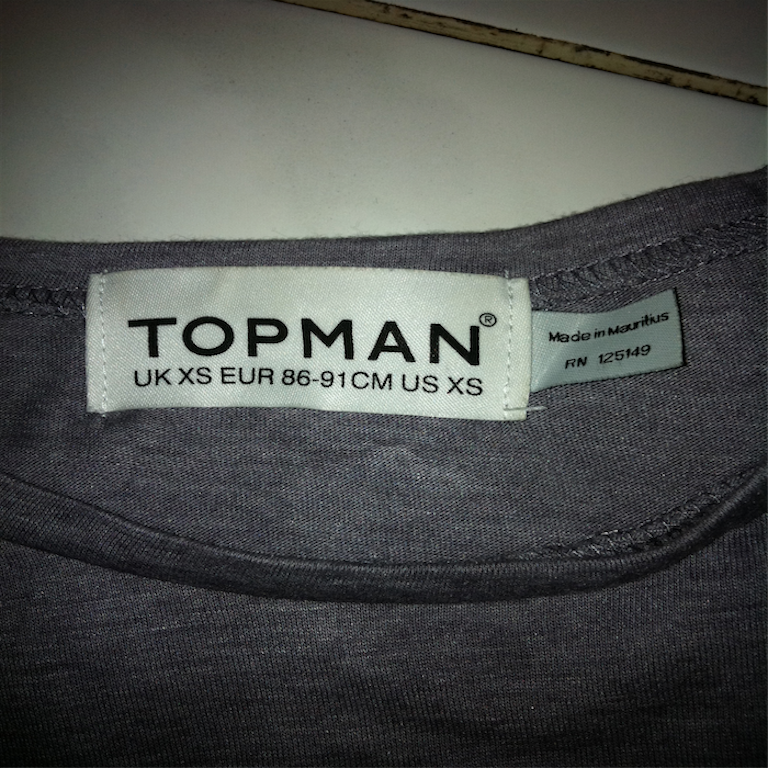 TOPMAN®
UK XS EUR 86-91CM US XS
Made in Mauritius
RN 125149